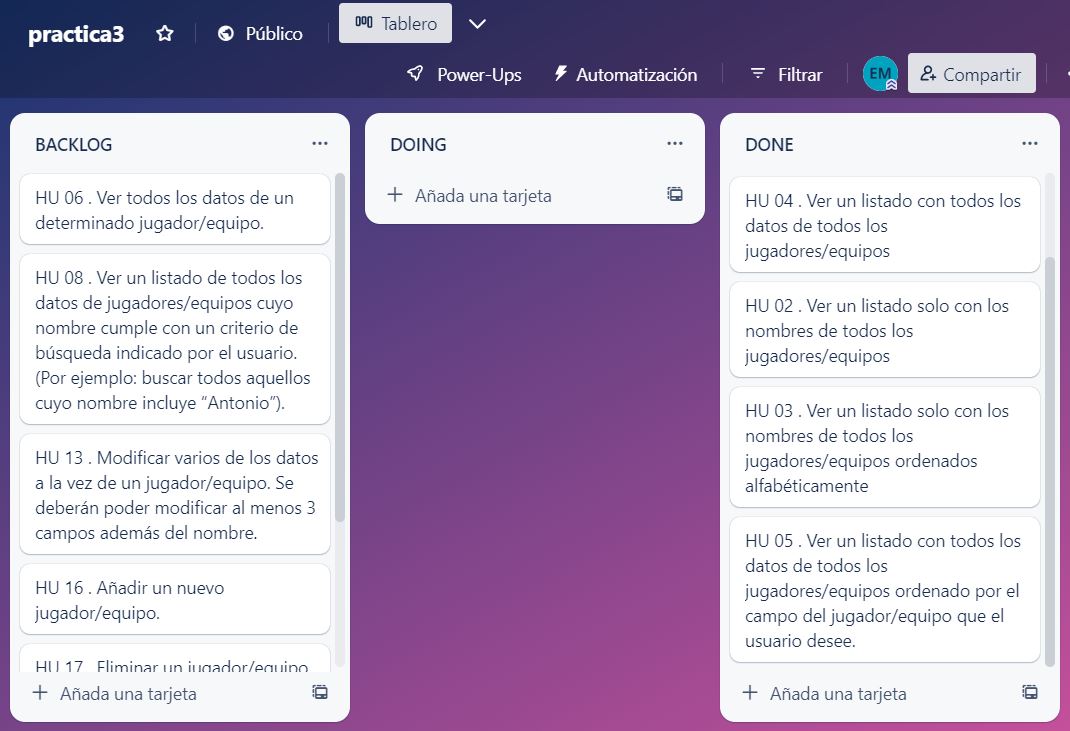 practica3
Público
Tablero
Power-Ups
Automatización
Filtrar
EM
Compartir
BACKLOG
HU 06 . Ver todos los datos de un
determinado jugador/equipo.
HU 08 . Ver un listado de todos los
datos de jugadores/equipos cuyo
nombre cumple con un criterio de
búsqueda indicado por el usuario.
(Por ejemplo: buscar todos aquellos
cuyo nombre incluye “Antonio”).
HU 13 . Modificar varios de los datos
a la vez de un jugador/equipo. Se
deberán poder modificar al menos 3
campos además del nombre.
HU 16 . Añadir un nuevo
jugador/equipo.
HU 17 . Eliminar un jugador/equipo
Añada una tarjeta
DOING
Añada una tarjeta
DONE
HU 04 . Ver un listado con todos los
datos de todos los
jugadores/equipos
HU 02 . Ver un listado solo con los
nombres de todos los
jugadores/equipos
HU 03 . Ver un listado solo con los
nombres de todos los
jugadores/equipos ordenados
alfabéticamente
HU 05 . Ver un listado con todos los
datos de todos los
jugadores/equipos ordenado por el
campo del jugador/equipo que el
usuario desee.
Añada una tarjeta